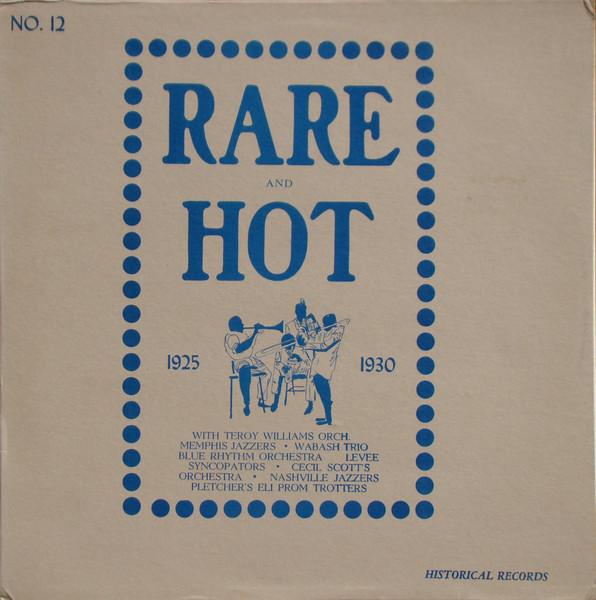 NO. 12
RARE
AND
HOT
1925 1930
WITH TEROY WILLIAMS ORCH.
MEMPHIS JAZZERS • WABASH TRIO
BLUE RHYTHM ORCHESTRA LEVEE
SYNCOPATORS • CECIL SCOTT'S
ORCHESTRA • NASHVILLE JAZZERS
PLETCHER'S ELI PROM TROTTERS
HISTORICAL RECORDS